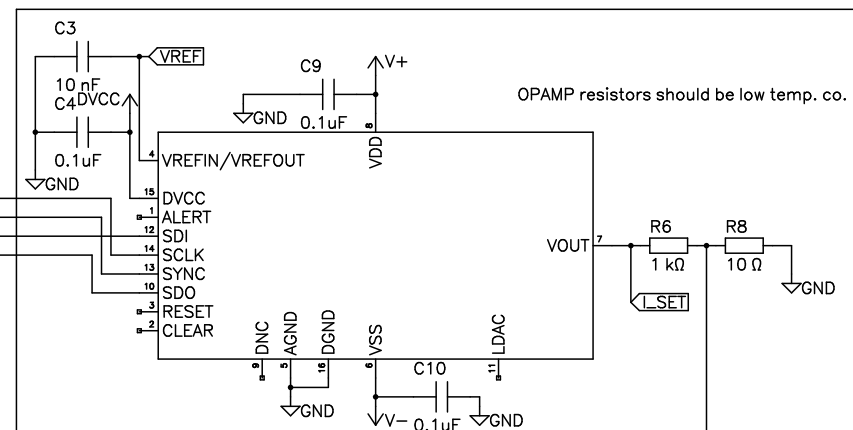 C3
10 nF
VREF
C4
DVCC
0.1uF
GND
C9
0.1uF
GND
V+
OPAMP resistors should be low temp. co.
8
VDD
4 VREFIN/VREFOUT
15 DVCC
1 ALERT
12 SDI
14 SCLK
13 SYNC
10 SDO
3 RESET
2 CLEAR
VOUT 7
R6
1 kΩ
R8
10 Ω
GND
I_SET
DNC
9
AGND
5
DGND
16
VSS
6
LDAC
11
GND
C10
0.1uF
GND
V-